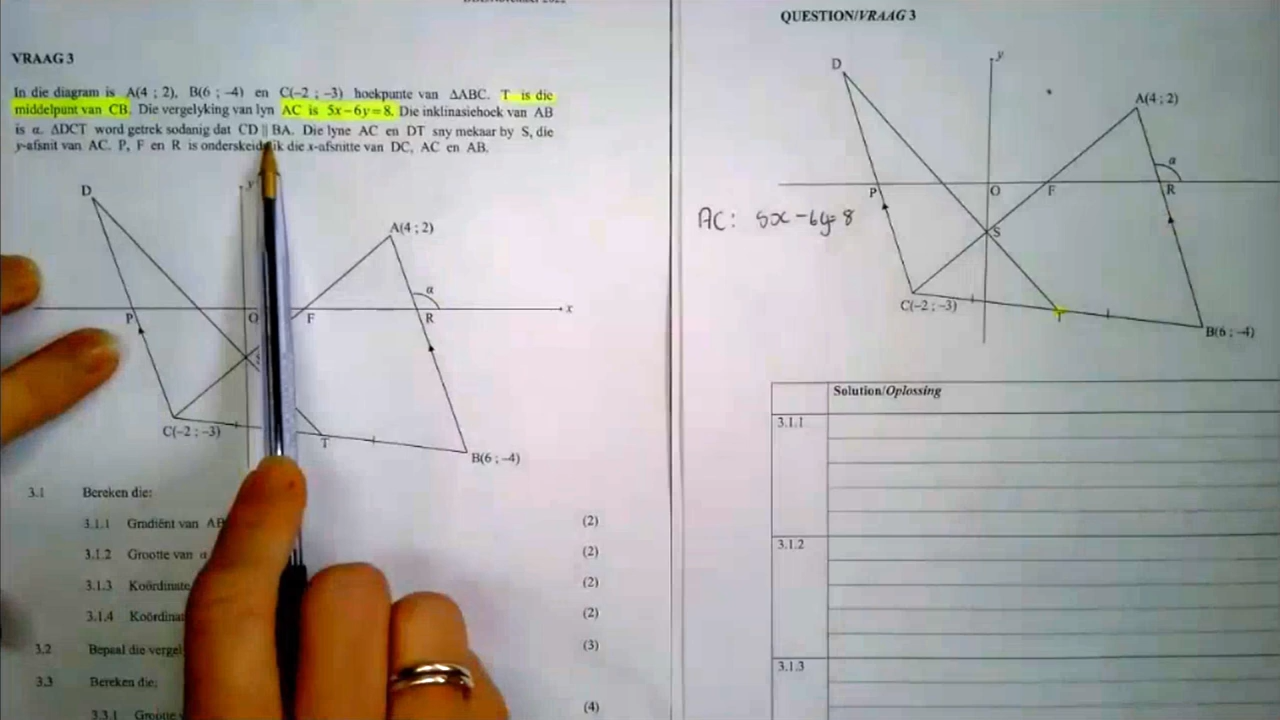 VRAAG 3
In die diagram is A(4 ; 2), B(6 ; –4) en C(–2 ; –3) hoekpunte van ΔABC. T is die
middelpunt van CB. Die vergelyking van lyn AC is 5x – 6y = 8. Die inklinasiehoek van AB
is α. ΔDCT word getrek sodanig dat CD || BA. Die lyne AC en DT sny mekaar by S, die
y-afsnit van AC. P, F en R is die x-afsnitte van DC, AC en AB.
D
y
A(4 ; 2)
α
P
O
F
R
x
C(–2 ; –3)
T
B(6 ; –4)
3.1 Bereken die:
3.1.1 Gradiënt van AB (2)
3.1.2 Grootte van α (2)
3.1.3 (2)
3.1.4 (2)
3.2 Bepaal die (3)
3.3 Bereken die:
3.3.1 (4)
QUESTION/VRAAG 3
D
y
A(4 ; 2)
α
P
O
F
R
AC: 5x – 6y = 8
S
C(–2 ; –3)
T
B(6 ; –4)
Solution/Oplossing
3.1.1
3.1.2
3.1.3